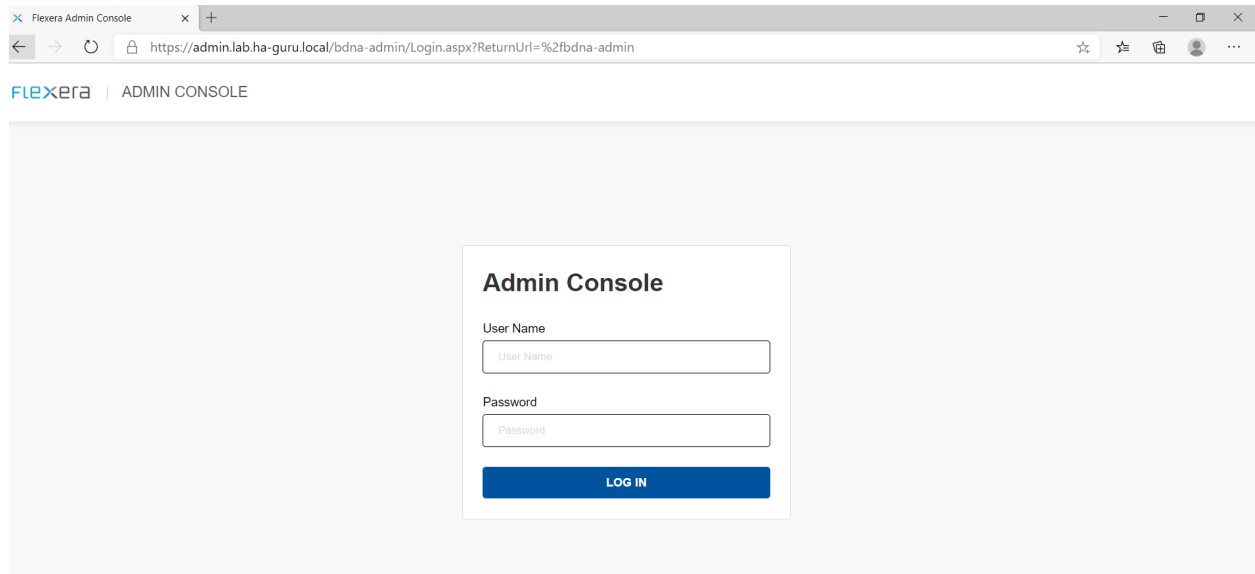 Flexera Admin Console
https://admin.lab.ha-guru.local/bdna-admin/Login.aspx?ReturnUrl=%2fbdna-admin
Flexera | ADMIN CONSOLE
Admin Console
User Name
User Name
Password
Password
LOG IN